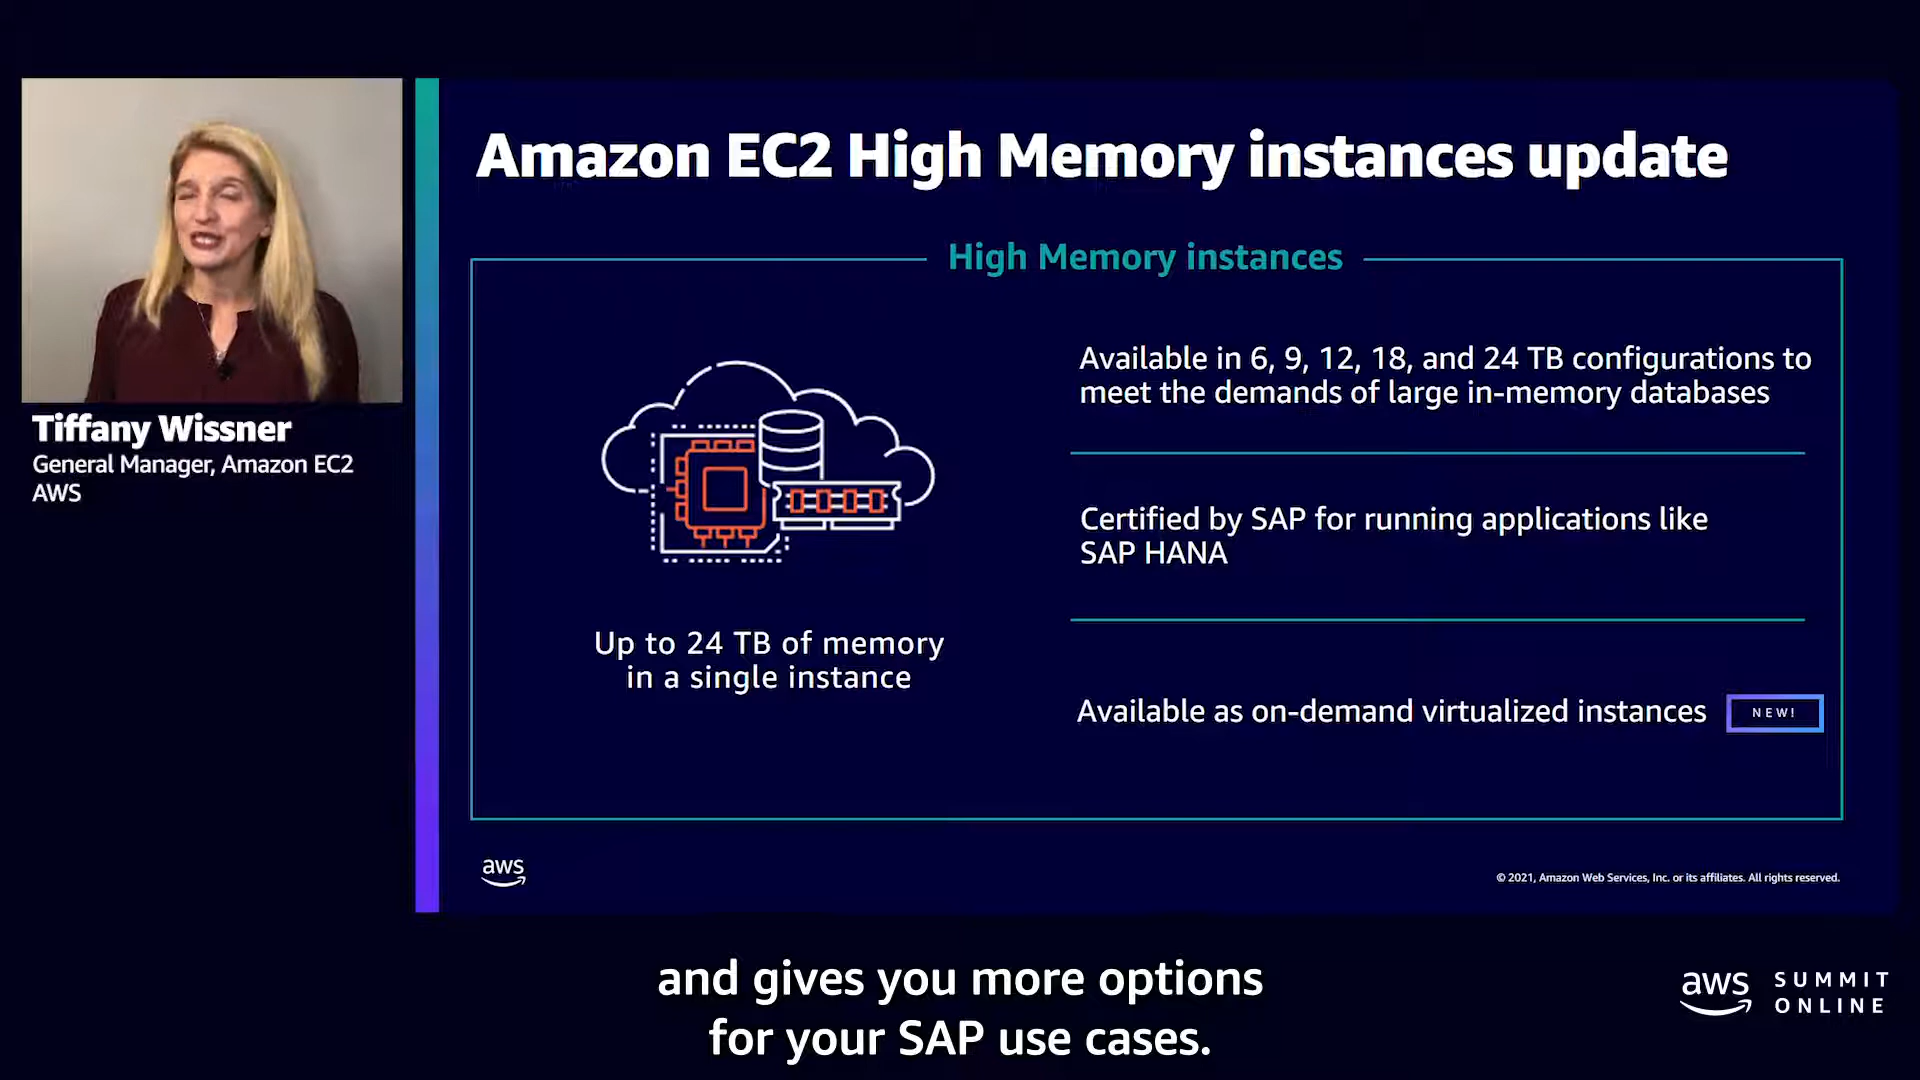 Amazon EC2 High Memory instances update
High Memory instances
Tiffany Wissner
General Manager, Amazon EC2
AWS
Up to 24 TB of memory
in a single instance
Available in 6, 9, 12, 18, and 24 TB configurations to
meet the demands of large in-memory databases
Certified by SAP for running applications like
SAP HANA
Available as on-demand virtualized instances
NEW!
aws
© 2021, Amazon Web Services, Inc. or its affiliates. All rights reserved.
and gives you more options
for your SAP use cases.
aws
SUMMIT
ONLINE